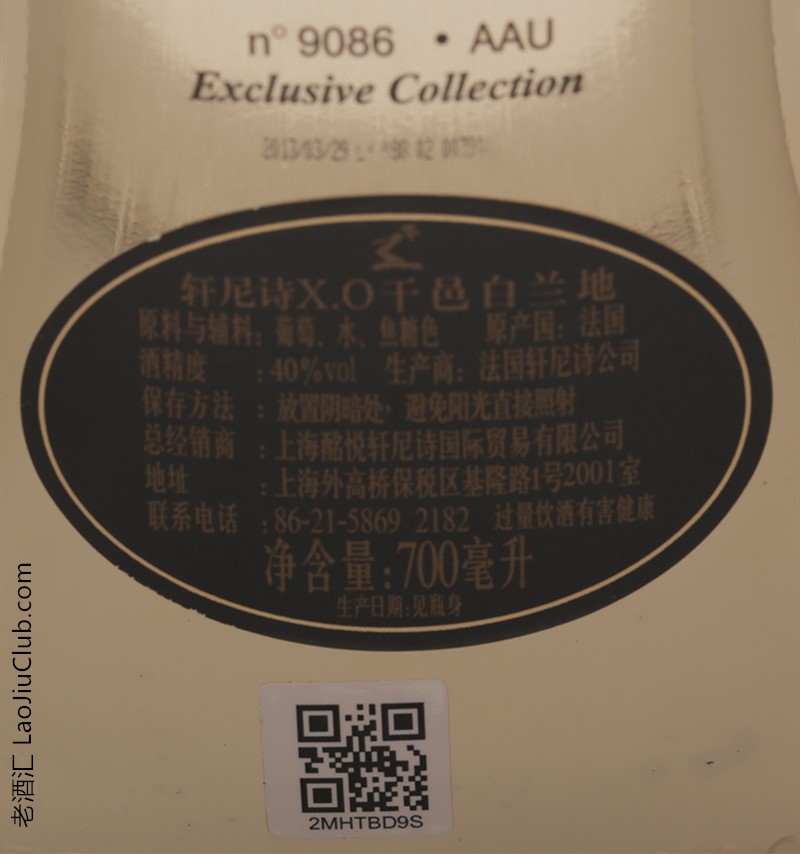 n° 9086 • AAU
Exclusive Collection
2013/03/29
轩尼诗X.O干邑白兰地
原料与辅料: 葡萄、水、焦糖色 原产国: 法国
酒精度 : 40%vol 生产商: 法国轩尼诗公司
保存方法 : 放置阴暗处, 避免阳光直接照射
总经销商 : 上海酩悦轩尼诗国际贸易有限公司
地址 : 上海外高桥保税区基隆路1号2001室
联系电话 : 86-21-5869 2182 过量饮酒有害健康
净含量: 700毫升
生产日期: 见瓶身
2MHTBD9S
老酒汇 LaoJiuClub.com